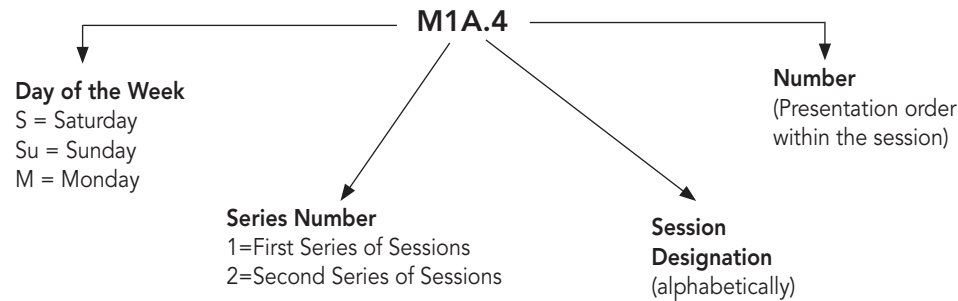 M1A.4
Day of the Week
S = Saturday
Su = Sunday
M = Monday
Series Number
1=First Series of Sessions
2=Second Series of Sessions
Session
Designation
(alphabetically)
Number
(Presentation order
within the session)